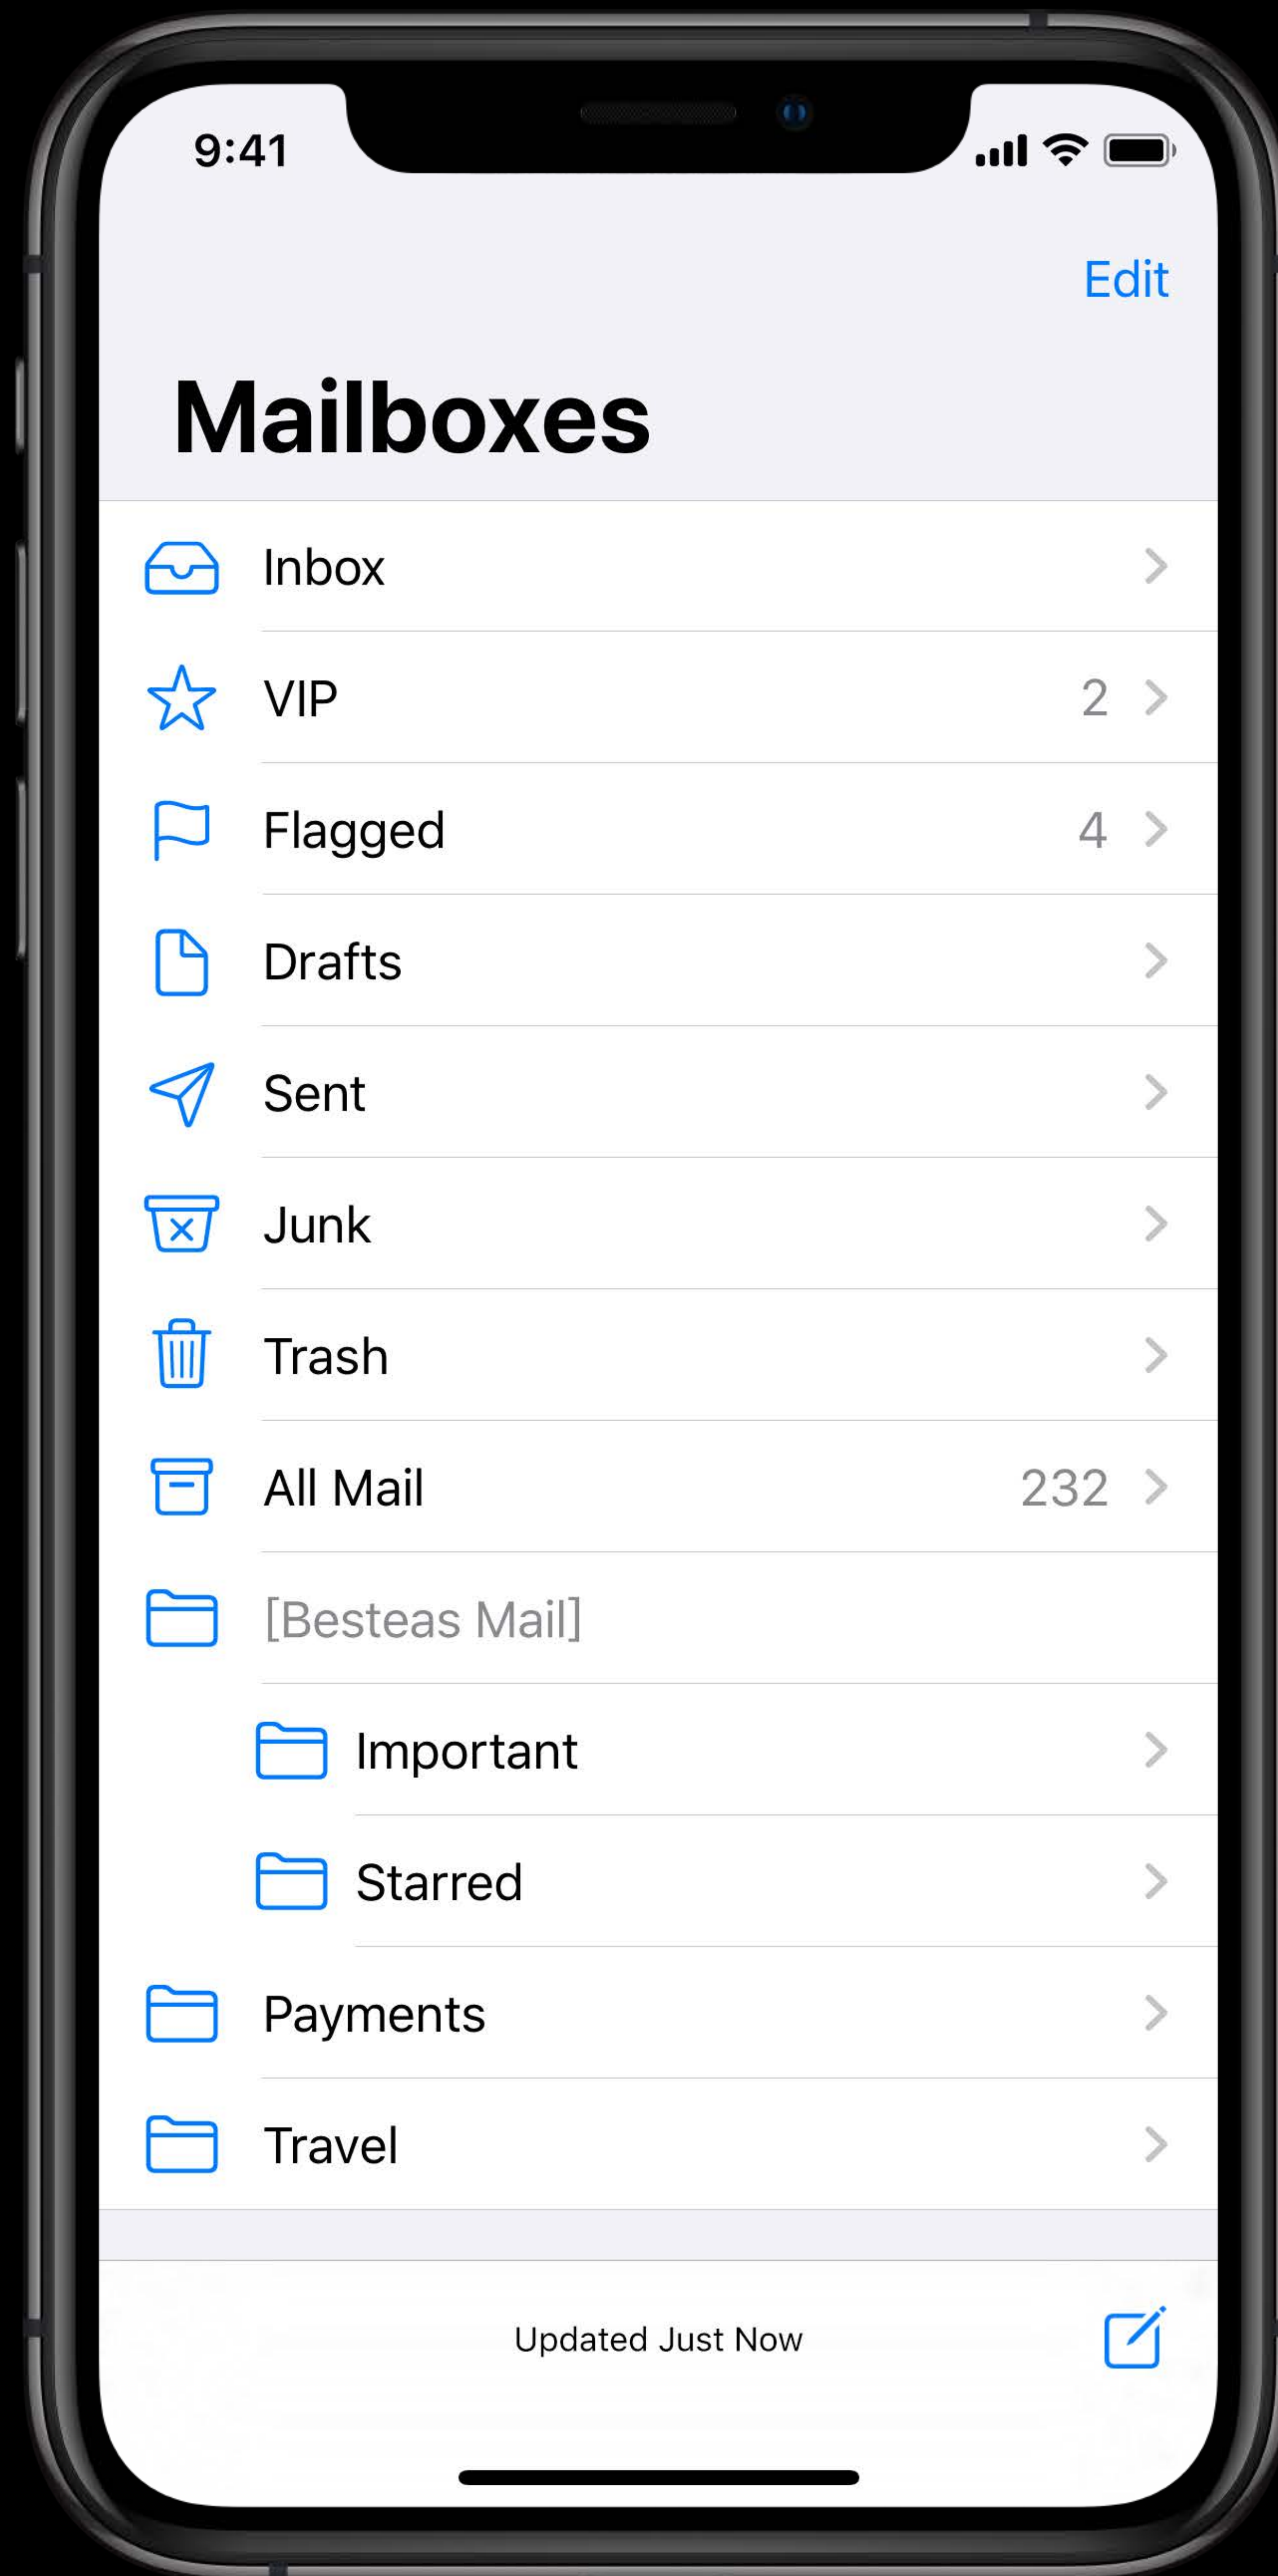 9:41
Edit
Mailboxes
Inbox
VIP 2
Flagged 4
Drafts
Sent
Junk
Trash
All Mail 232
[Besteas Mail]
Important
Starred
Payments
Travel
Updated Just Now